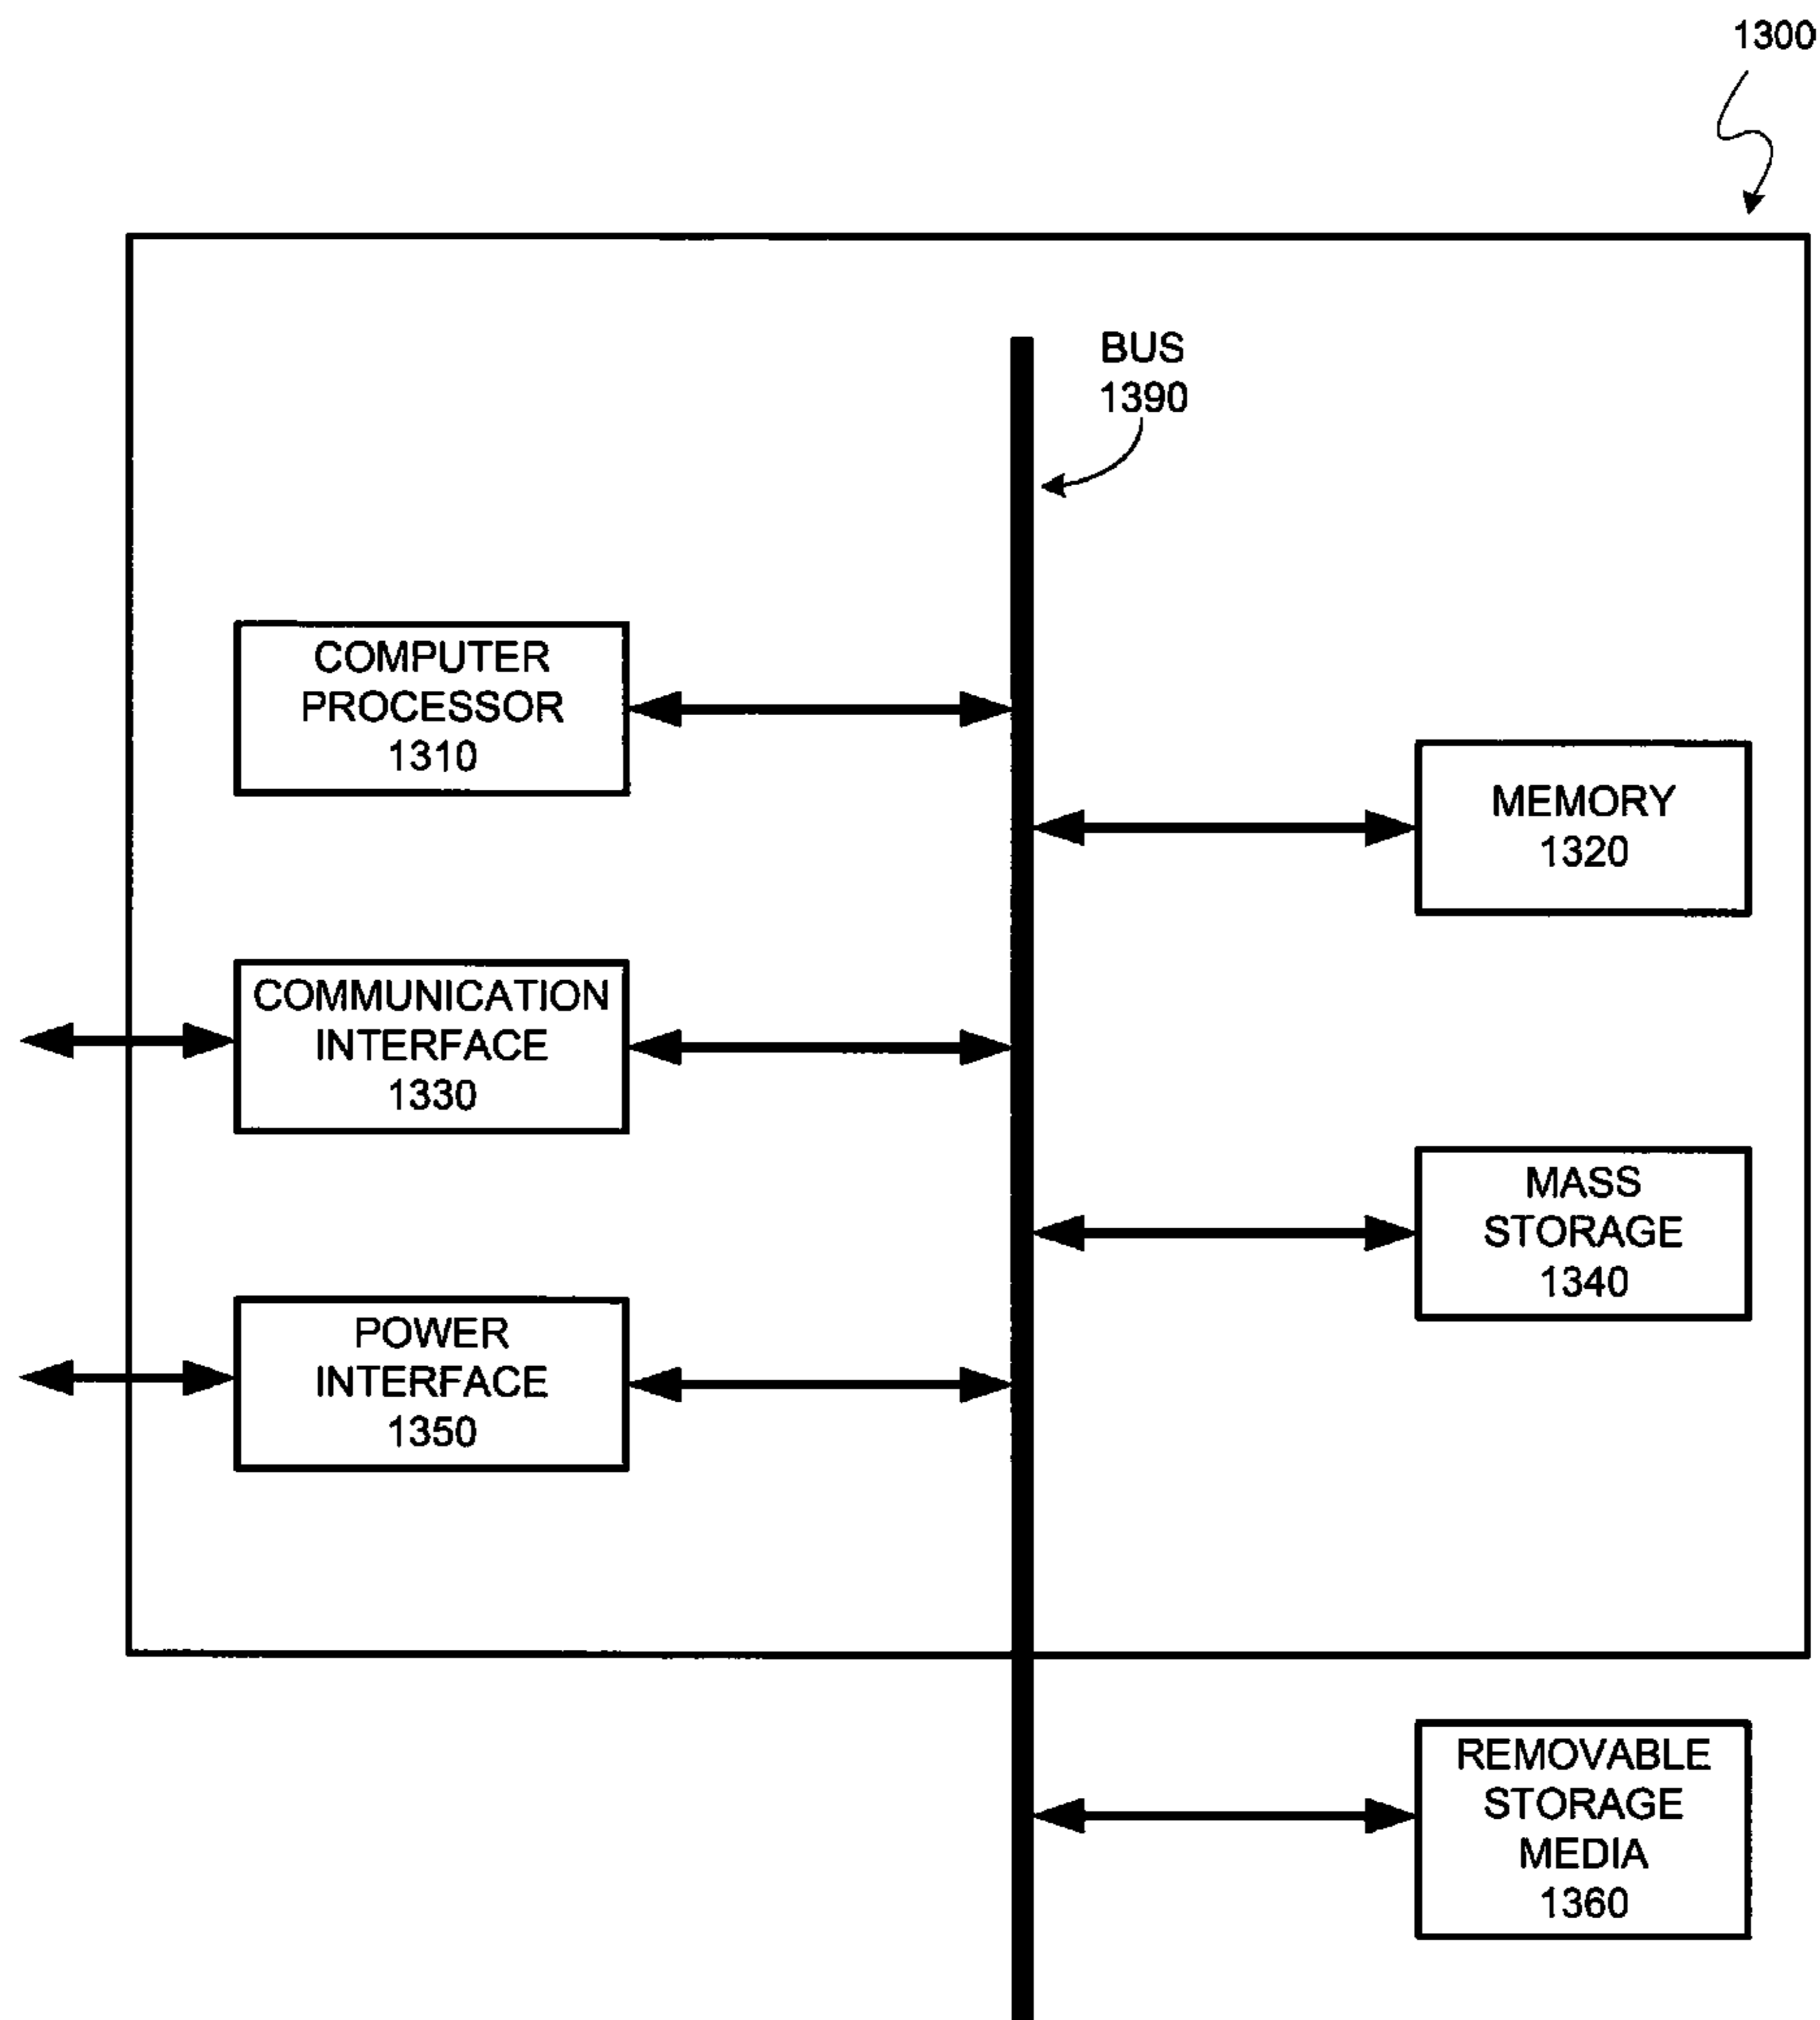 1300
BUS
1390
COMPUTER
PROCESSOR
1310
MEMORY
1320
COMMUNICATION
INTERFACE
1330
MASS
STORAGE
1340
POWER
INTERFACE
1350
REMOVABLE
STORAGE
MEDIA
1360